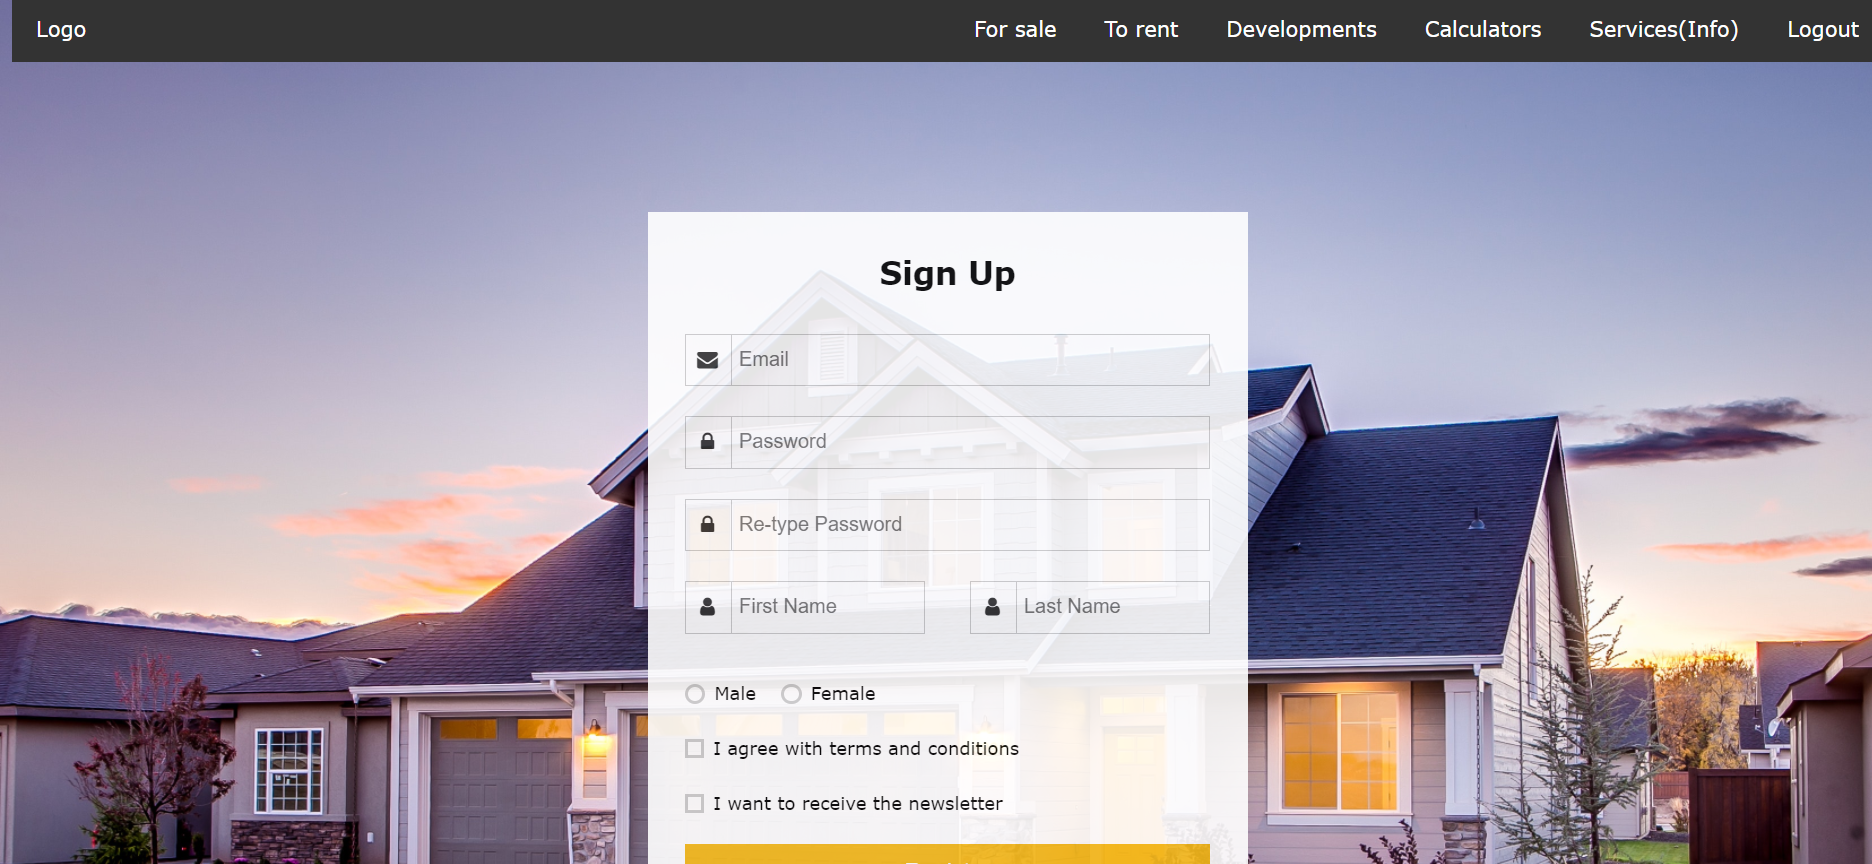 Logo For sale To rent Developments Calculators Services(Info) Logout
Sign Up
Email
Password
Re-type Password
First Name Last Name
Male Female
I agree with terms and conditions
I want to receive the newsletter